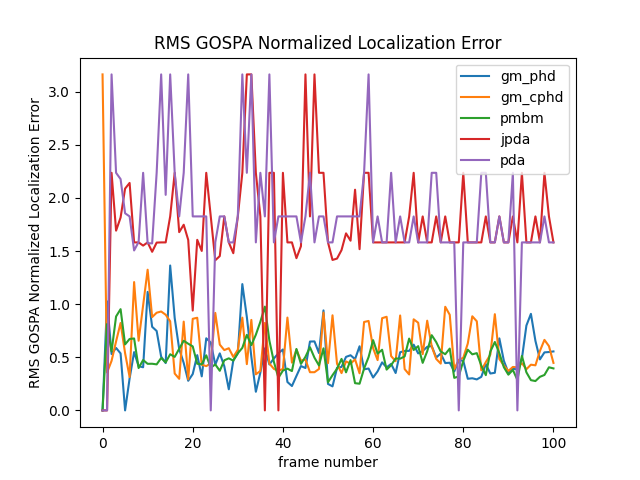 RMS GOSPA Normalized Localization Error
gm_phd
gm_cphd
pmbm
jpda
pda
RMS GOSPA Normalized Localization Error
3.0
2.5
2.0
1.5
1.0
0.5
0.0
0 20 40 60 80 100
frame number